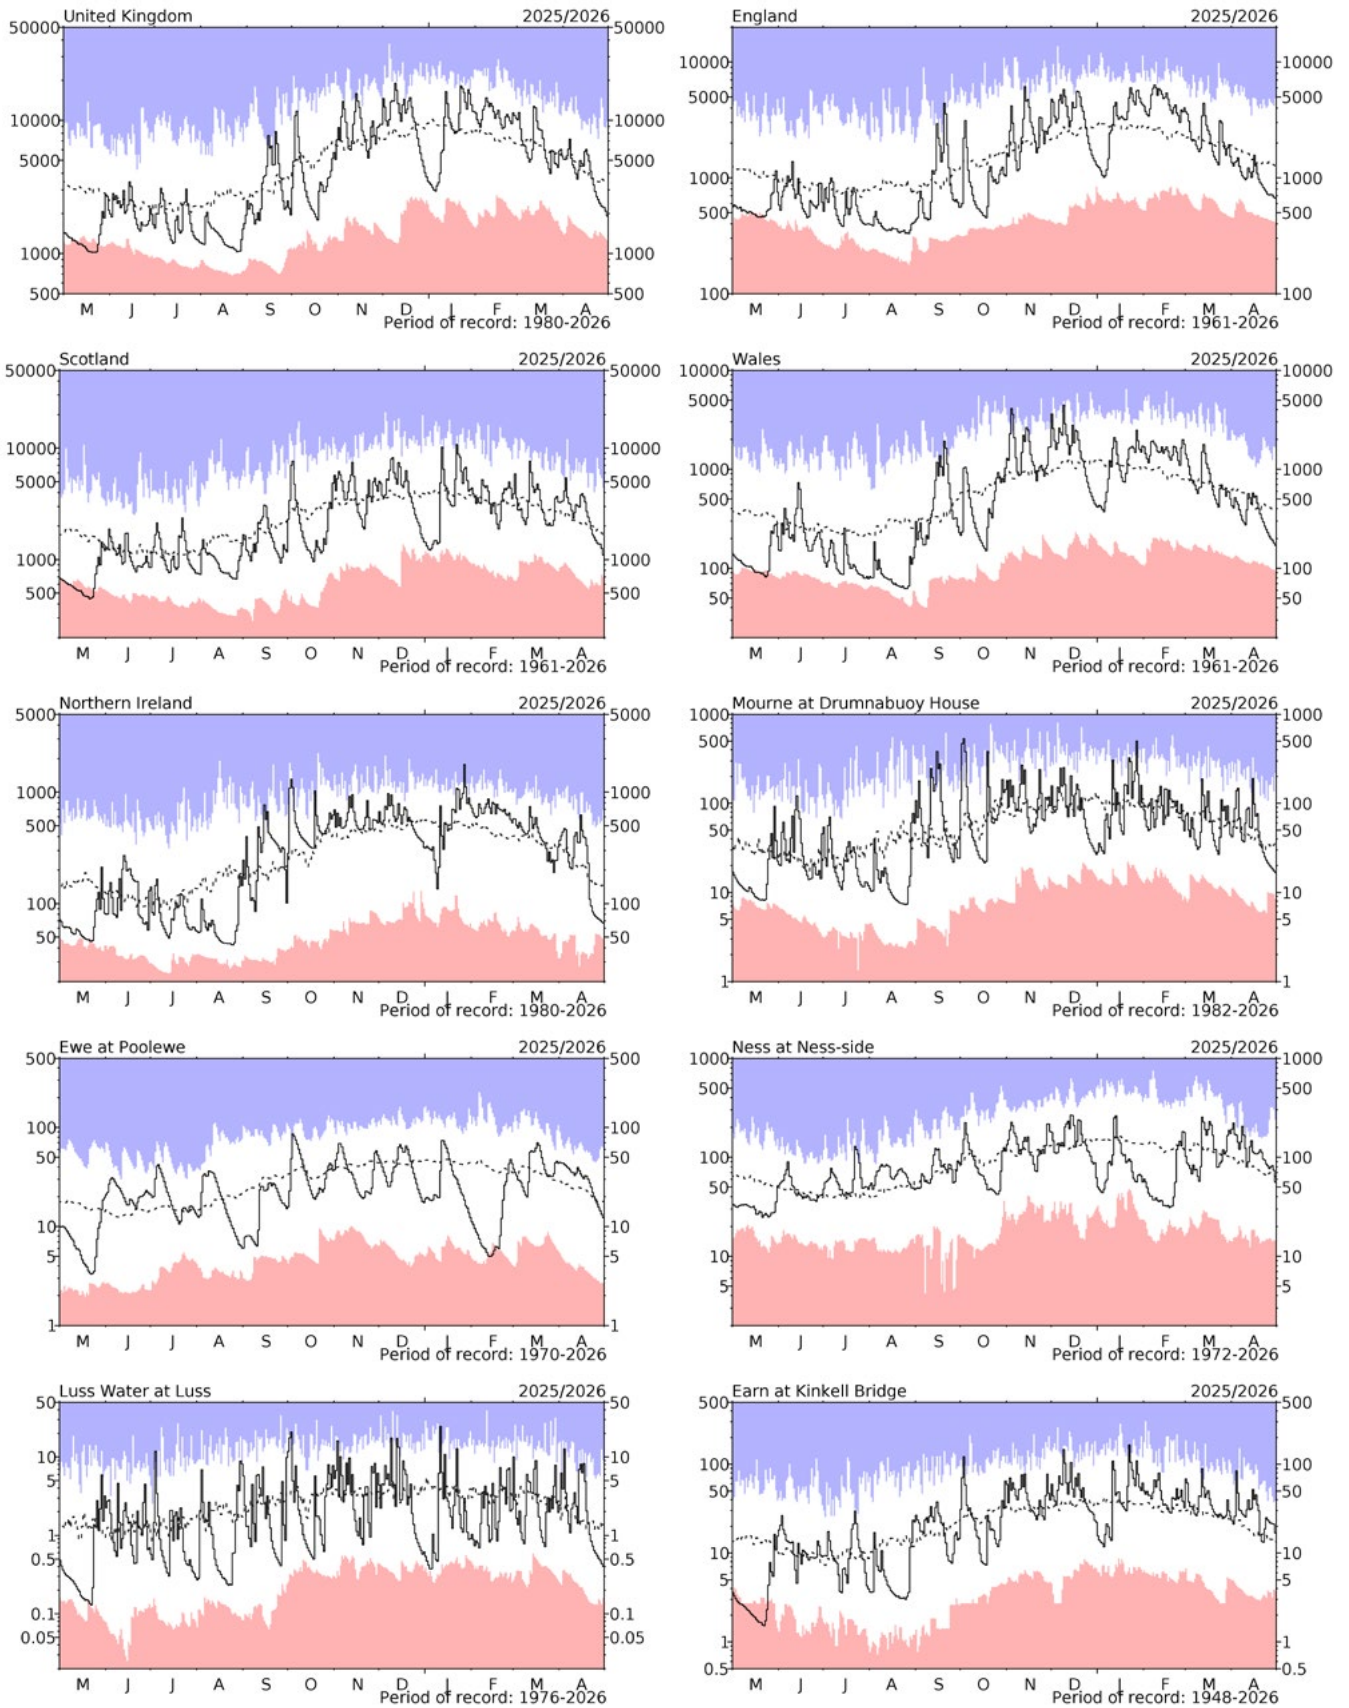 United Kingdom 2025/2026 England 2025/2026
50000 50000
10000 10000 10000 10000
5000 5000 5000 5000
1000 1000 1000 1000
500 500
500 500 100 100
M J J A S O N D J F M A M J J A S O N D J F M A
Period of record: 1980-2026 Period of record: 1961-2026
Scotland 2025/2026 Wales 2025/2026
50000 50000 10000 10000
5000 5000
10000 10000
5000 5000 1000 1000
500 500
1000 1000
500 500 100 100
50 50
M J J A S O N D J F M A M J J A S O N D J F M A
Period of record: 1961-2026 Period of record: 1961-2026
Northern Ireland 2025/2026 Mourne at Drumnabuoy House 2025/2026
5000 5000 1000 1000
500 500
1000 1000
500 500 100 100
50 50
100 100 10 10
50 50 5 5
1 1
M J J A S O N D J F M A M J J A S O N D J F M A
Period of record: 1980-2026 Period of record: 1982-2026
Ewe at Poolewe 2025/2026 Ness at Ness-side 2025/2026
500 500 1000 1000
500 500
100 100
50 50 100 100
50 50
10 10
5 5 10 10
5 5
1 1
M J J A S O N D J F M A M J J A S O N D J F M A
Period of record: 1970-2026 Period of record: 1972-2026
Luss Water at Luss 2025/2026 Earn at Kinkell Bridge 2025/2026
50 50 500 500
10 10 100 100
5 5 50 50
1 1 10 10
0.5 0.5 5 5
0.1 0.1
0.05 0.05 1 1
0.5 0.5
M J J A S O N D J F M A M J J A S O N D J F M A
Period of record: 1976-2026 Period of record: 1948-2026